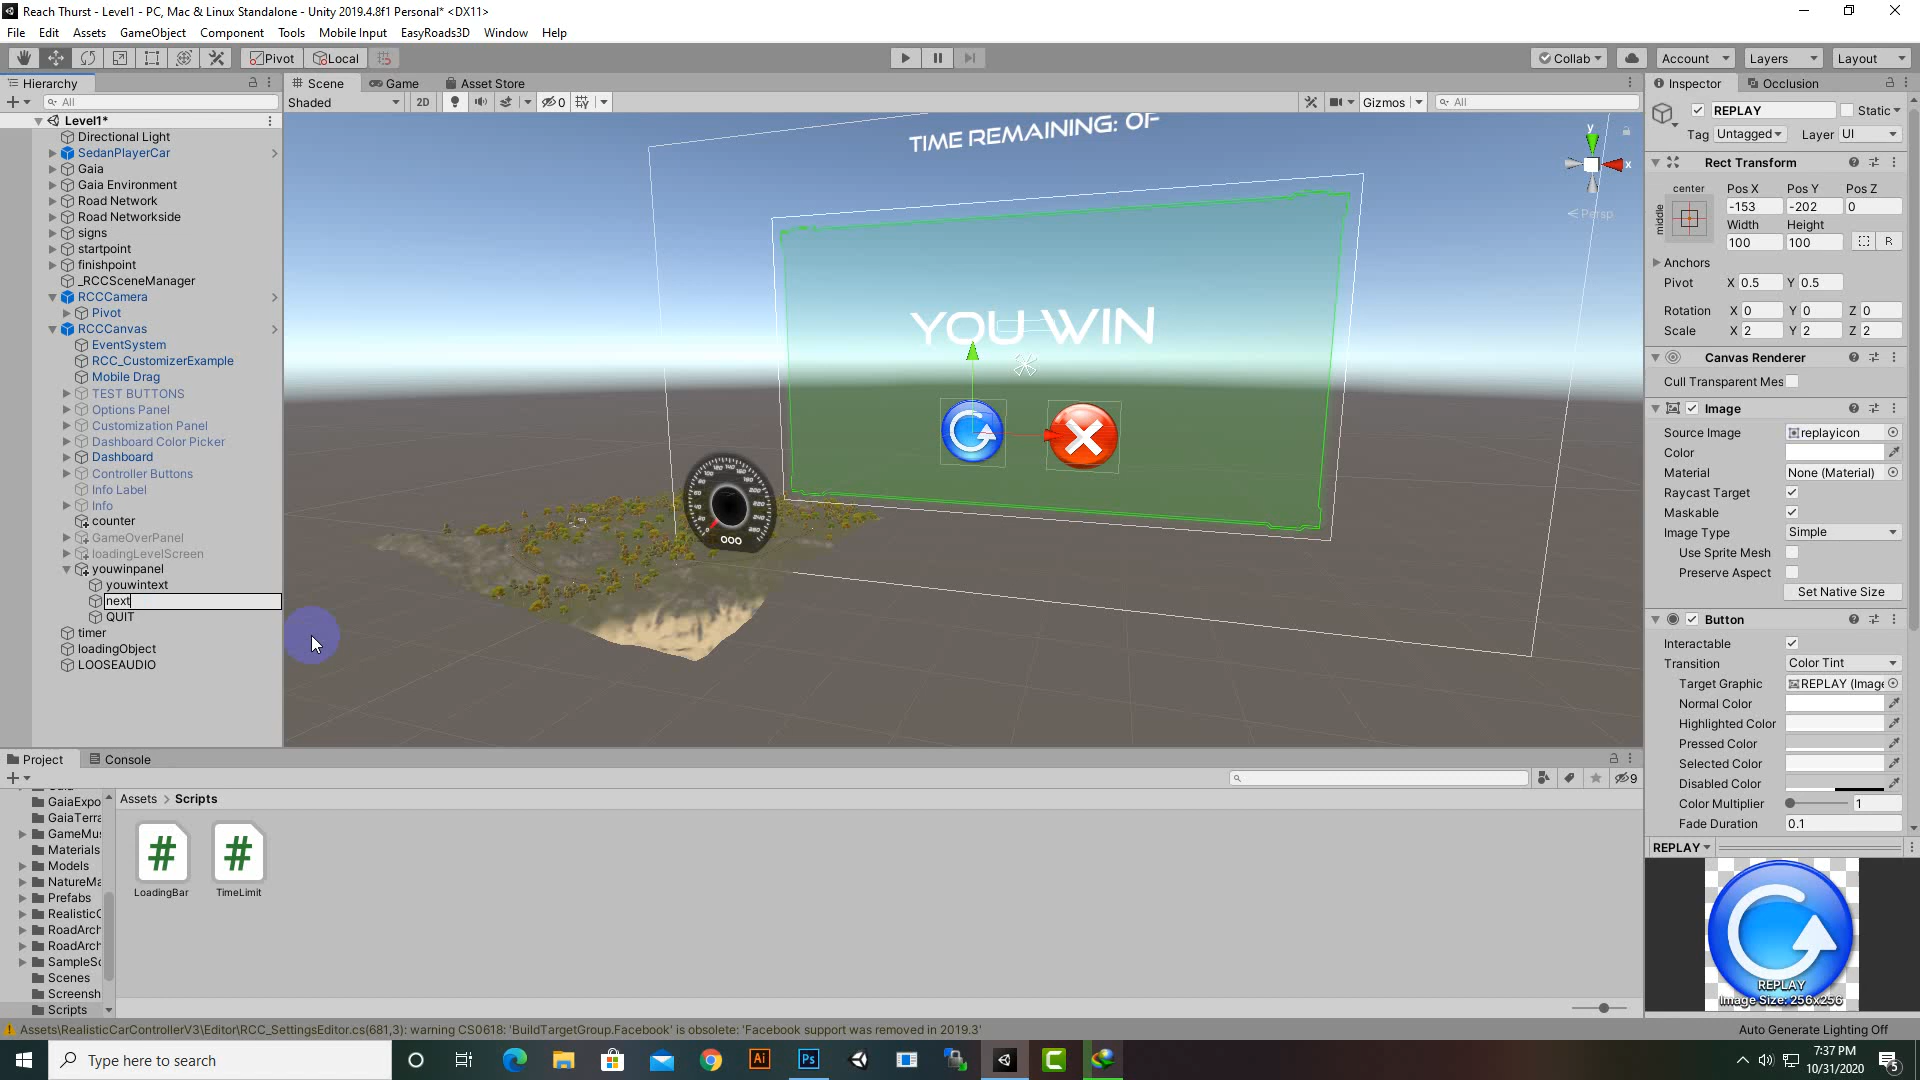 Reach Thurst - Level1 - PC, Mac & Linux Standalone - Unity 2019.4.8f1 Personal* <DX11>
File Edit Assets GameObject Component Tools Mobile Input EasyRoads3D Window Help
Pivot Local Collab Account Layers Layout
Hierarchy
All
Level1*
Directional Light
SedanPlayerCar
Gaia
Gaia Environment
Road Network
Road Networkside
signs
startpoint
finishpoint
_RCCSceneManager
RCCCamera
Pivot
RCCCanvas
EventSystem
RCC_CustomizerExample
Mobile Drag
TEST BUTTONS
Options Panel
Customization Panel
Dashboard Color Picker
Dashboard
Controller Buttons
Info Label
Info
counter
GameOverPanel
loadingLevelScreen
youwinpanel
youwintext
next
QUIT
timer
loadingObject
LOOSEAUDIO
Scene Game Asset Store
Shaded 2D 0 Gizmos All
TIME REMAINING: OF
YOU WIN
000
y
x
Persp
Inspector Occlusion
REPLAY Static
Tag Untagged Layer UI
Rect Transform
center Pos X Pos Y Pos Z
middle -153 -202 0
Width Height
100 100 R
Anchors
Pivot X 0.5 Y 0.5
Rotation X 0 Y 0 Z 0
Scale X 2 Y 2 Z 2
Canvas Renderer
Cull Transparent Mes
Image
Source Image replayicon
Color
Material None (Material)
Raycast Target
Maskable
Image Type Simple
Use Sprite Mesh
Preserve Aspect
Set Native Size
Button
Interactable
Transition Color Tint
Target Graphic REPLAY (Image
Normal Color
Highlighted Color
Pressed Color
Selected Color
Disabled Color
Color Multiplier 1
Fade Duration 0.1
REPLAY
REPLAY
Image Size: 256x256
Project Console
9
GaiaExpo
GaiaTerra
GameMus
Materials
Models
NatureMa
Prefabs
RealisticC
RoadArch
RoadArch
SampleSc
Scenes
Screensh
Scripts
Assets > Scripts
LoadingBar TimeLimit
Assets\RealisticCarControllerV3\Editor\RCC_SettingsEditor.cs(681,3): warning CS0618: 'BuildTargetGroup.Facebook' is obsolete: 'Facebook support was removed in 2019.3'
Auto Generate Lighting Off
Type here to search
Ai Ps
7:37 PM
10/31/2020
5